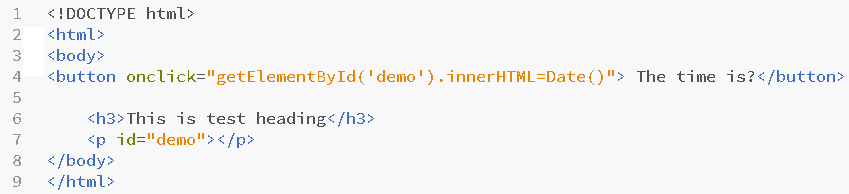 1 <!DOCTYPE html>
2 <html>
3 <body>
4 <button onclick="getElementById('demo').innerHTML=Date()"> The time is?</button>
5
6 <h3>This is test heading</h3>
7 <p id="demo"></p>
8 </body>
9 </html>